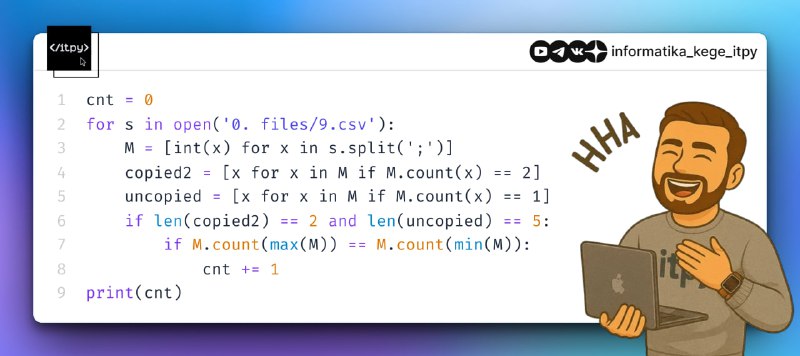 </itpy>
informatika_kege_itpy
1 cnt = 0
2 for s in open('0. files/9.csv'):
3     M = [int(x) for x in s.split(';')]
4     copied2 = [x for x in M if M.count(x) == 2]
5     uncopied = [x for x in M if M.count(x) == 1]
6     if len(copied2) == 2 and len(uncopied) == 5:
7         if M.count(max(M)) == M.count(min(M)):
8             cnt += 1
9 print(cnt)
HHA
itpy